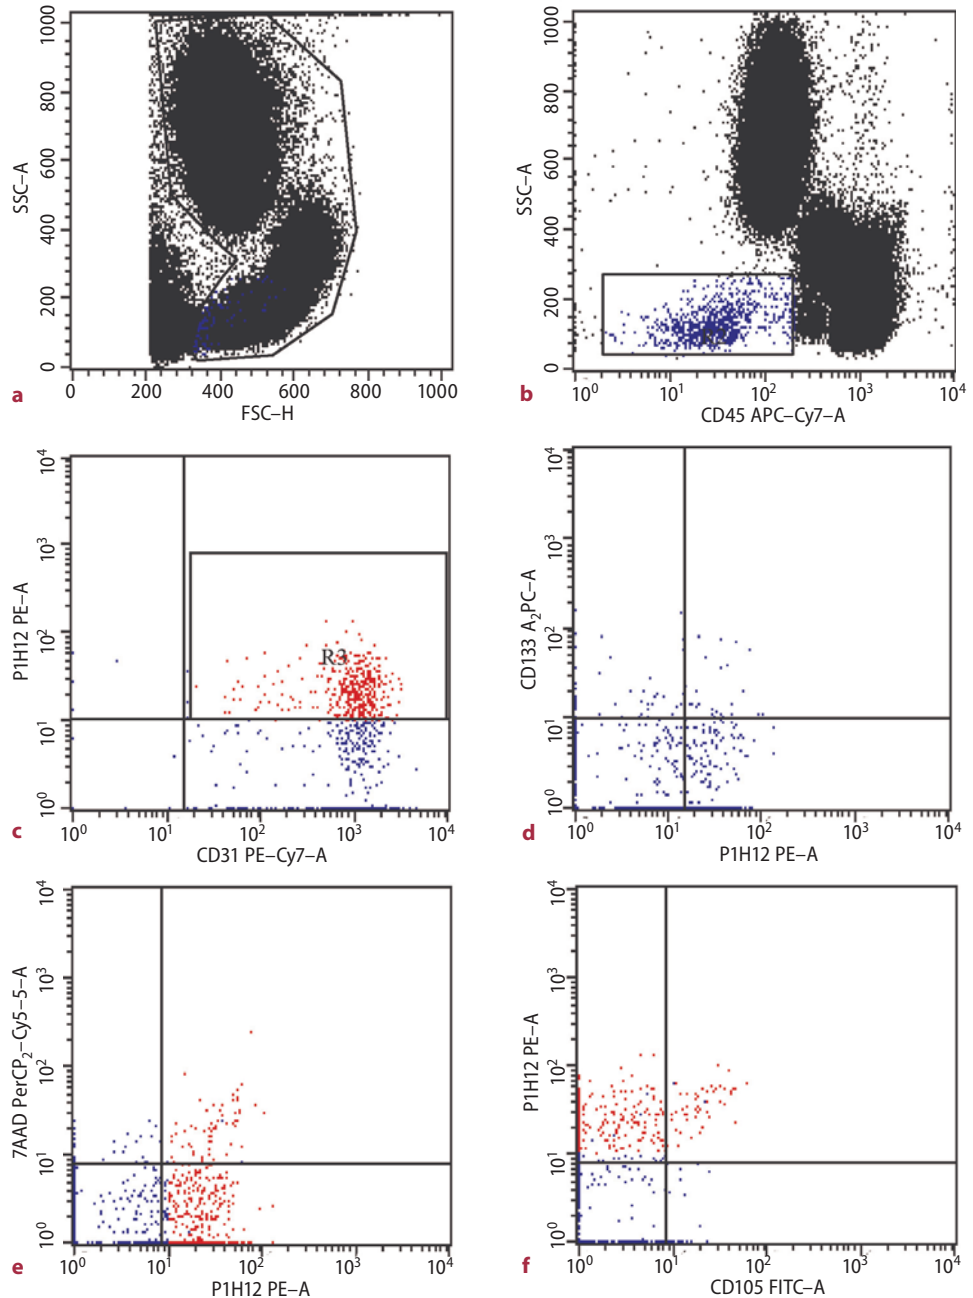 1000
800
600
400
200
0
SSC–A
0 200 400 600 800 1000
FSC–H
a
1000
800
600
400
200
0
SSC–A
10⁰ 10¹ 10² 10³ 10⁴
CD45 APC–Cy7–A
b
10⁴
10³
10²
10¹
10⁰
P1H12 PE–A
R3
10⁰ 10¹ 10² 10³ 10⁴
CD31 PE–Cy7–A
c
10⁴
10³
10²
10¹
10⁰
CD133 A₂PC–A
10⁰ 10¹ 10² 10³ 10⁴
P1H12 PE–A
d
10⁴
10³
10²
10¹
10⁰
7AAD PerCP₂–Cy5–5–A
10⁰ 10¹ 10² 10³ 10⁴
P1H12 PE–A
e
10⁴
10³
10²
10¹
10⁰
P1H12 PE–A
10⁰ 10¹ 10² 10³ 10⁴
CD105 FITC–A
f